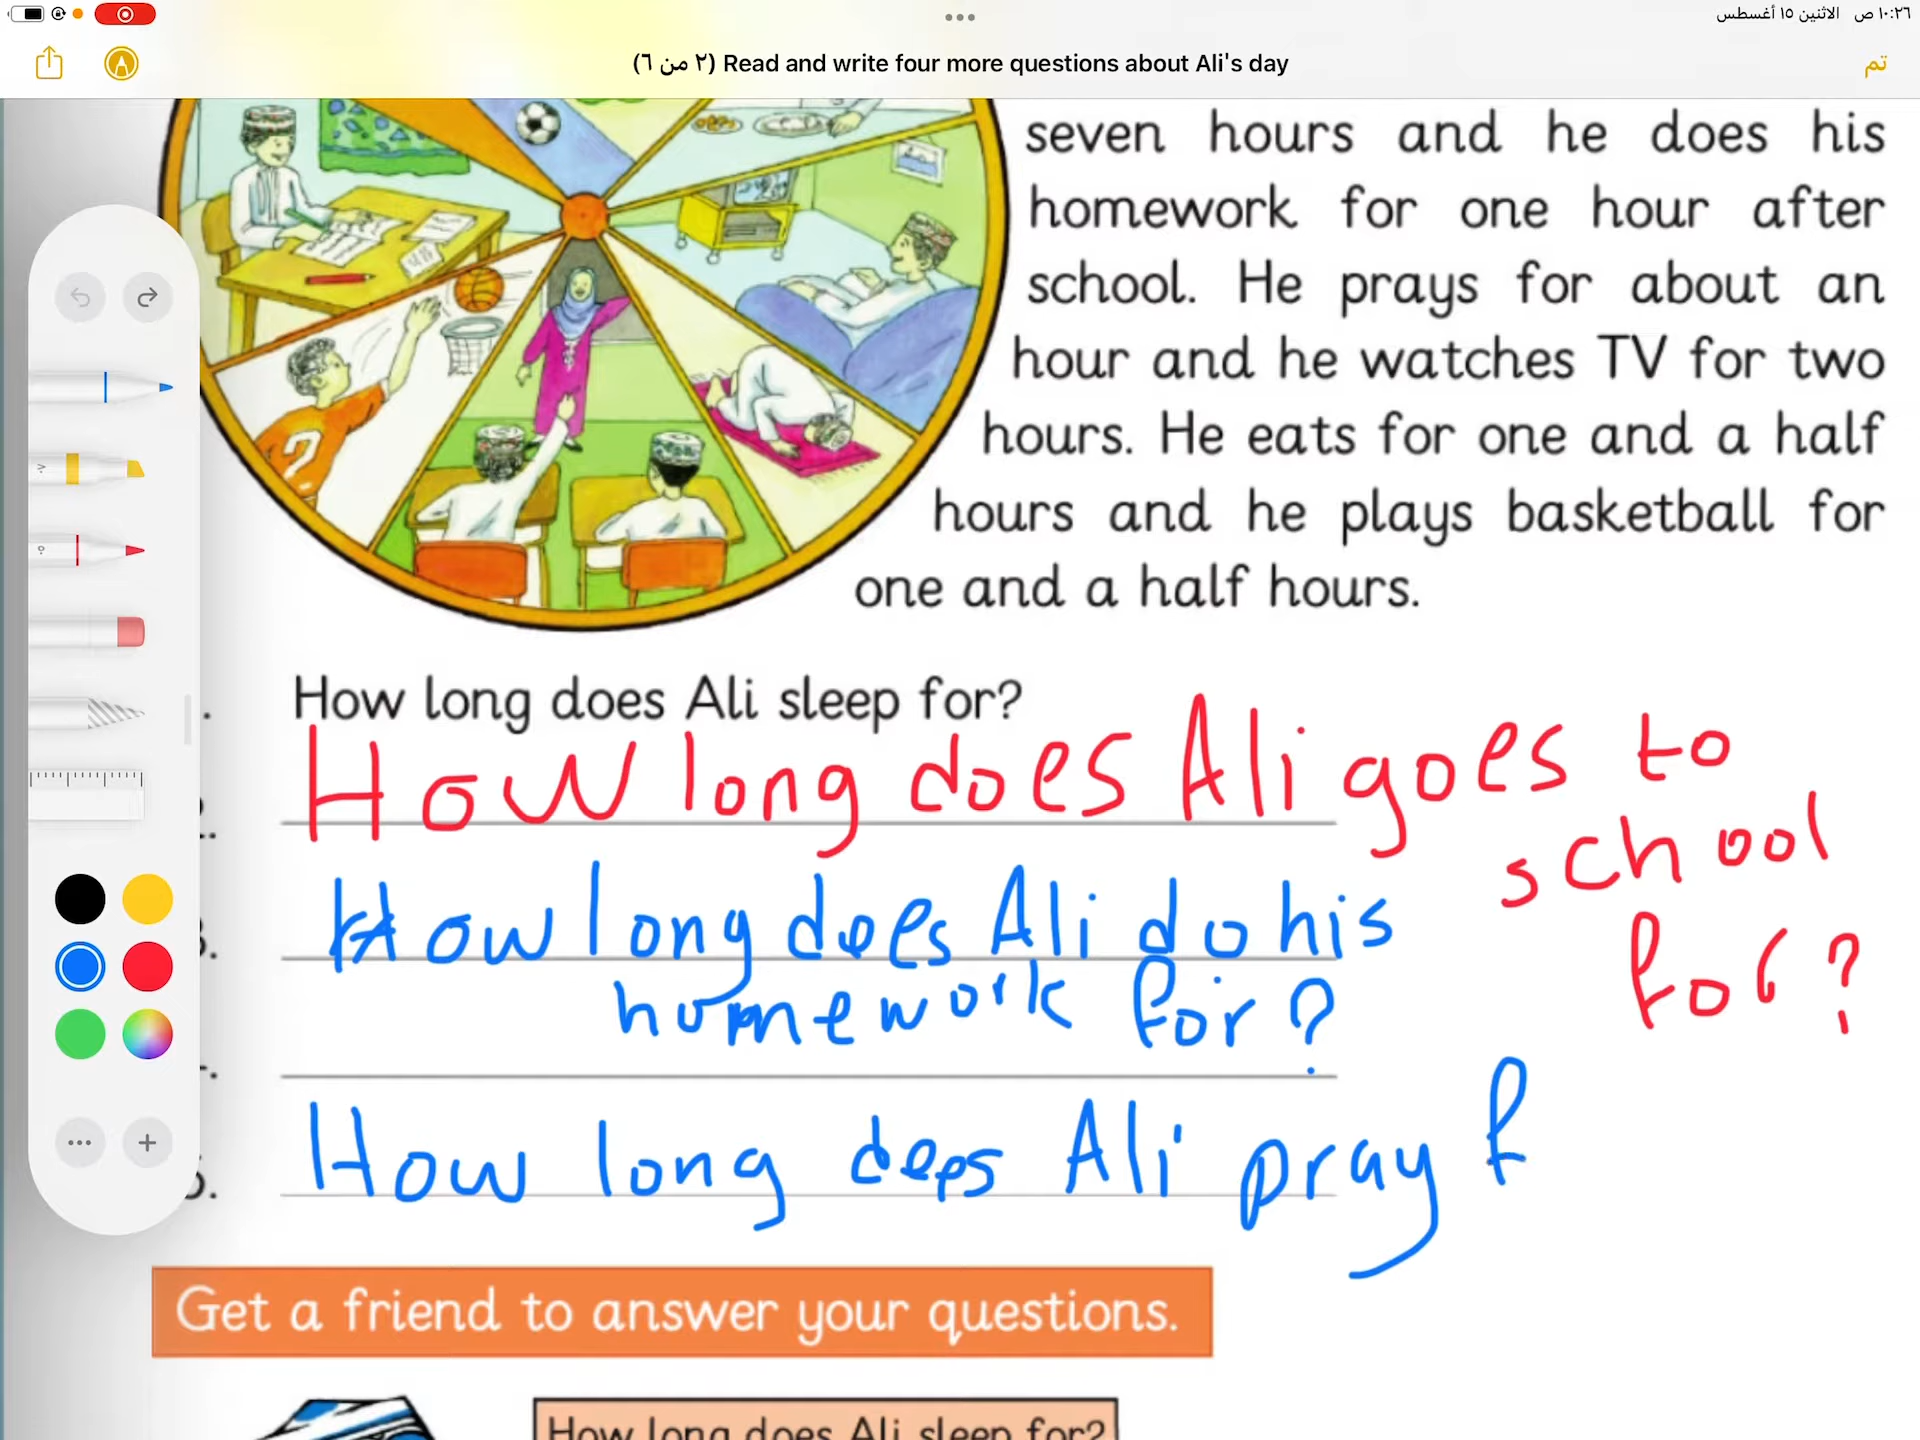 ١٠:٢٦ ص الاثنين ١٥ أغسطس
Read and write four more questions about Ali's day (٢ من ٦)
تم
seven hours and he does his
homework for one hour after
school. He prays for about an
hour and he watches TV for two
hours. He eats for one and a half
hours and he plays basketball for
one and a half hours.
How long does Ali sleep for?
How long does Ali goes to
school
for?
How long does Ali do his
homework for?
How long does Ali pray f
Get a friend to answer your questions.
How long does Ali sleep for?